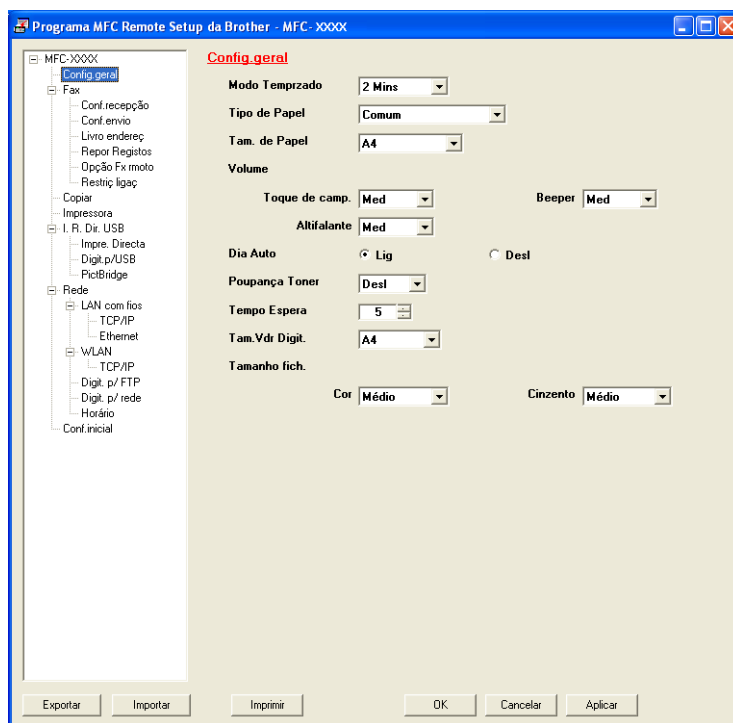 Programa MFC Remote Setup da Brother - MFC- XXXX
MFC-XXXX
Config.geral
Fax
Conf.recepção
Conf.envio
Livro endereç
Repor Registos
Opção Fx rmoto
Restriç ligaç
Copiar
Impressora
I. R. Dir. USB
Impre. Directa
Digit.p/USB
PictBridge
Rede
LAN com fios
TCP/IP
Ethernet
WLAN
TCP/IP
Digit. p/ FTP
Digit. p/ rede
Horário
Conf.inicial
Config.geral
Modo Temprzado 2 Mins
Tipo de Papel Comum
Tam. de Papel A4
Volume
Toque de camp. Med Beeper Med
Altifalante Med
Dia Auto Lig Desl
Poupança Toner Desl
Tempo Espera 5
Tam.Vdr Digit. A4
Tamanho fich.
Cor Médio Cinzento Médio
Exportar Importar Imprimir OK Cancelar Aplicar